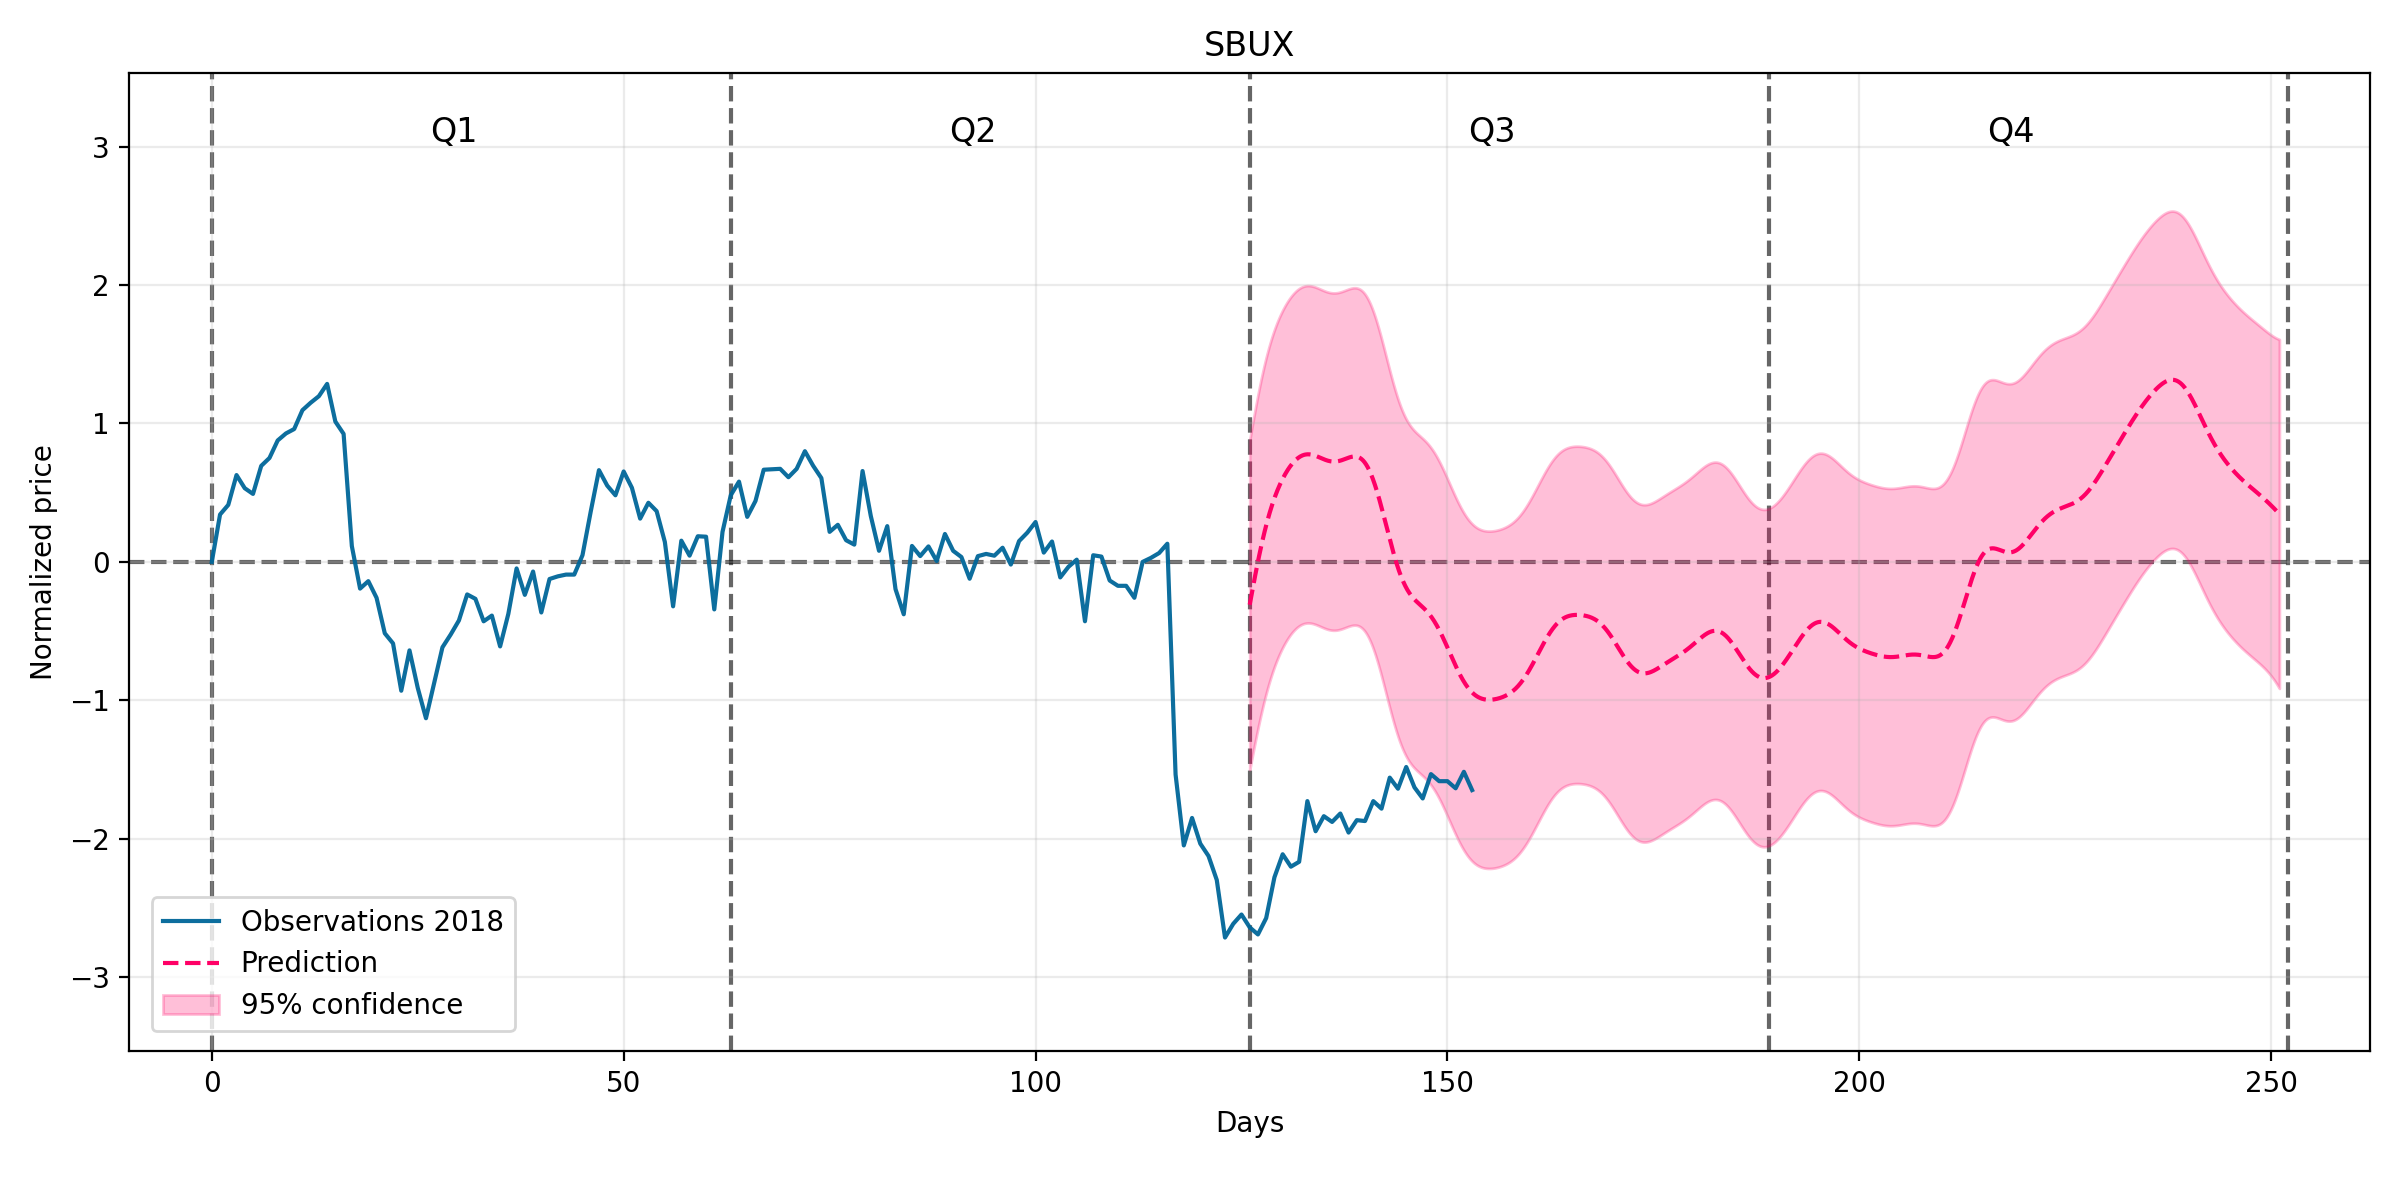 SBUX
Q1 Q2 Q3 Q4
3
2
1
0
−1
−2
−3
Normalized price
Observations 2018
Prediction
95% confidence
0 50 100 150 200 250
Days